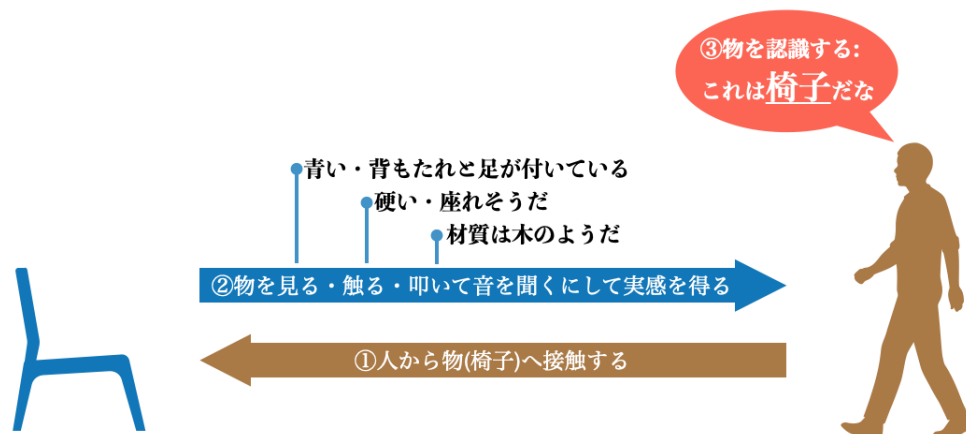 ③物を認識する:
これは椅子だな
青い・背もたれと足が付いている
硬い・座れそうだ
材質は木のようだ
②物を見る・触る・叩いて音を聞くにして実感を得る
①人から物(椅子)へ接触する